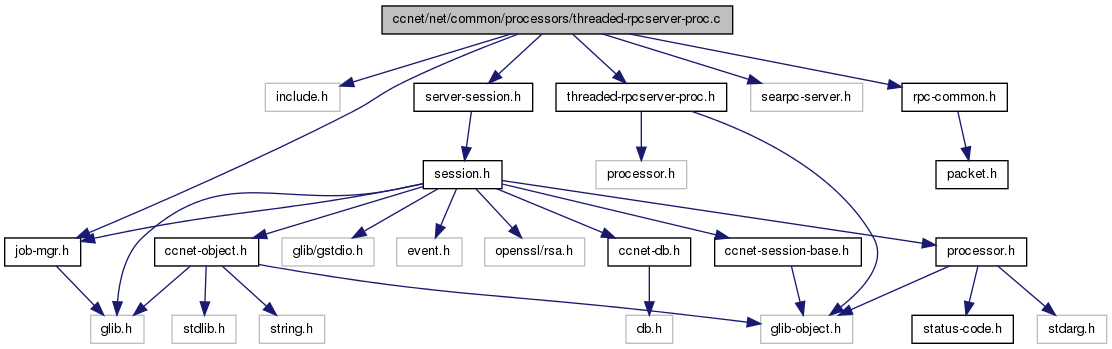 ccnet/net/common/processors/threaded-rpcserver-proc.c
include.h
server-session.h
threaded-rpcserver-proc.h
searpc-server.h
rpc-common.h
session.h
processor.h
packet.h
job-mgr.h
ccnet-object.h
glib/gstdio.h
event.h
openssl/rsa.h
ccnet-db.h
ccnet-session-base.h
processor.h
glib.h
stdlib.h
string.h
db.h
glib-object.h
status-code.h
stdarg.h